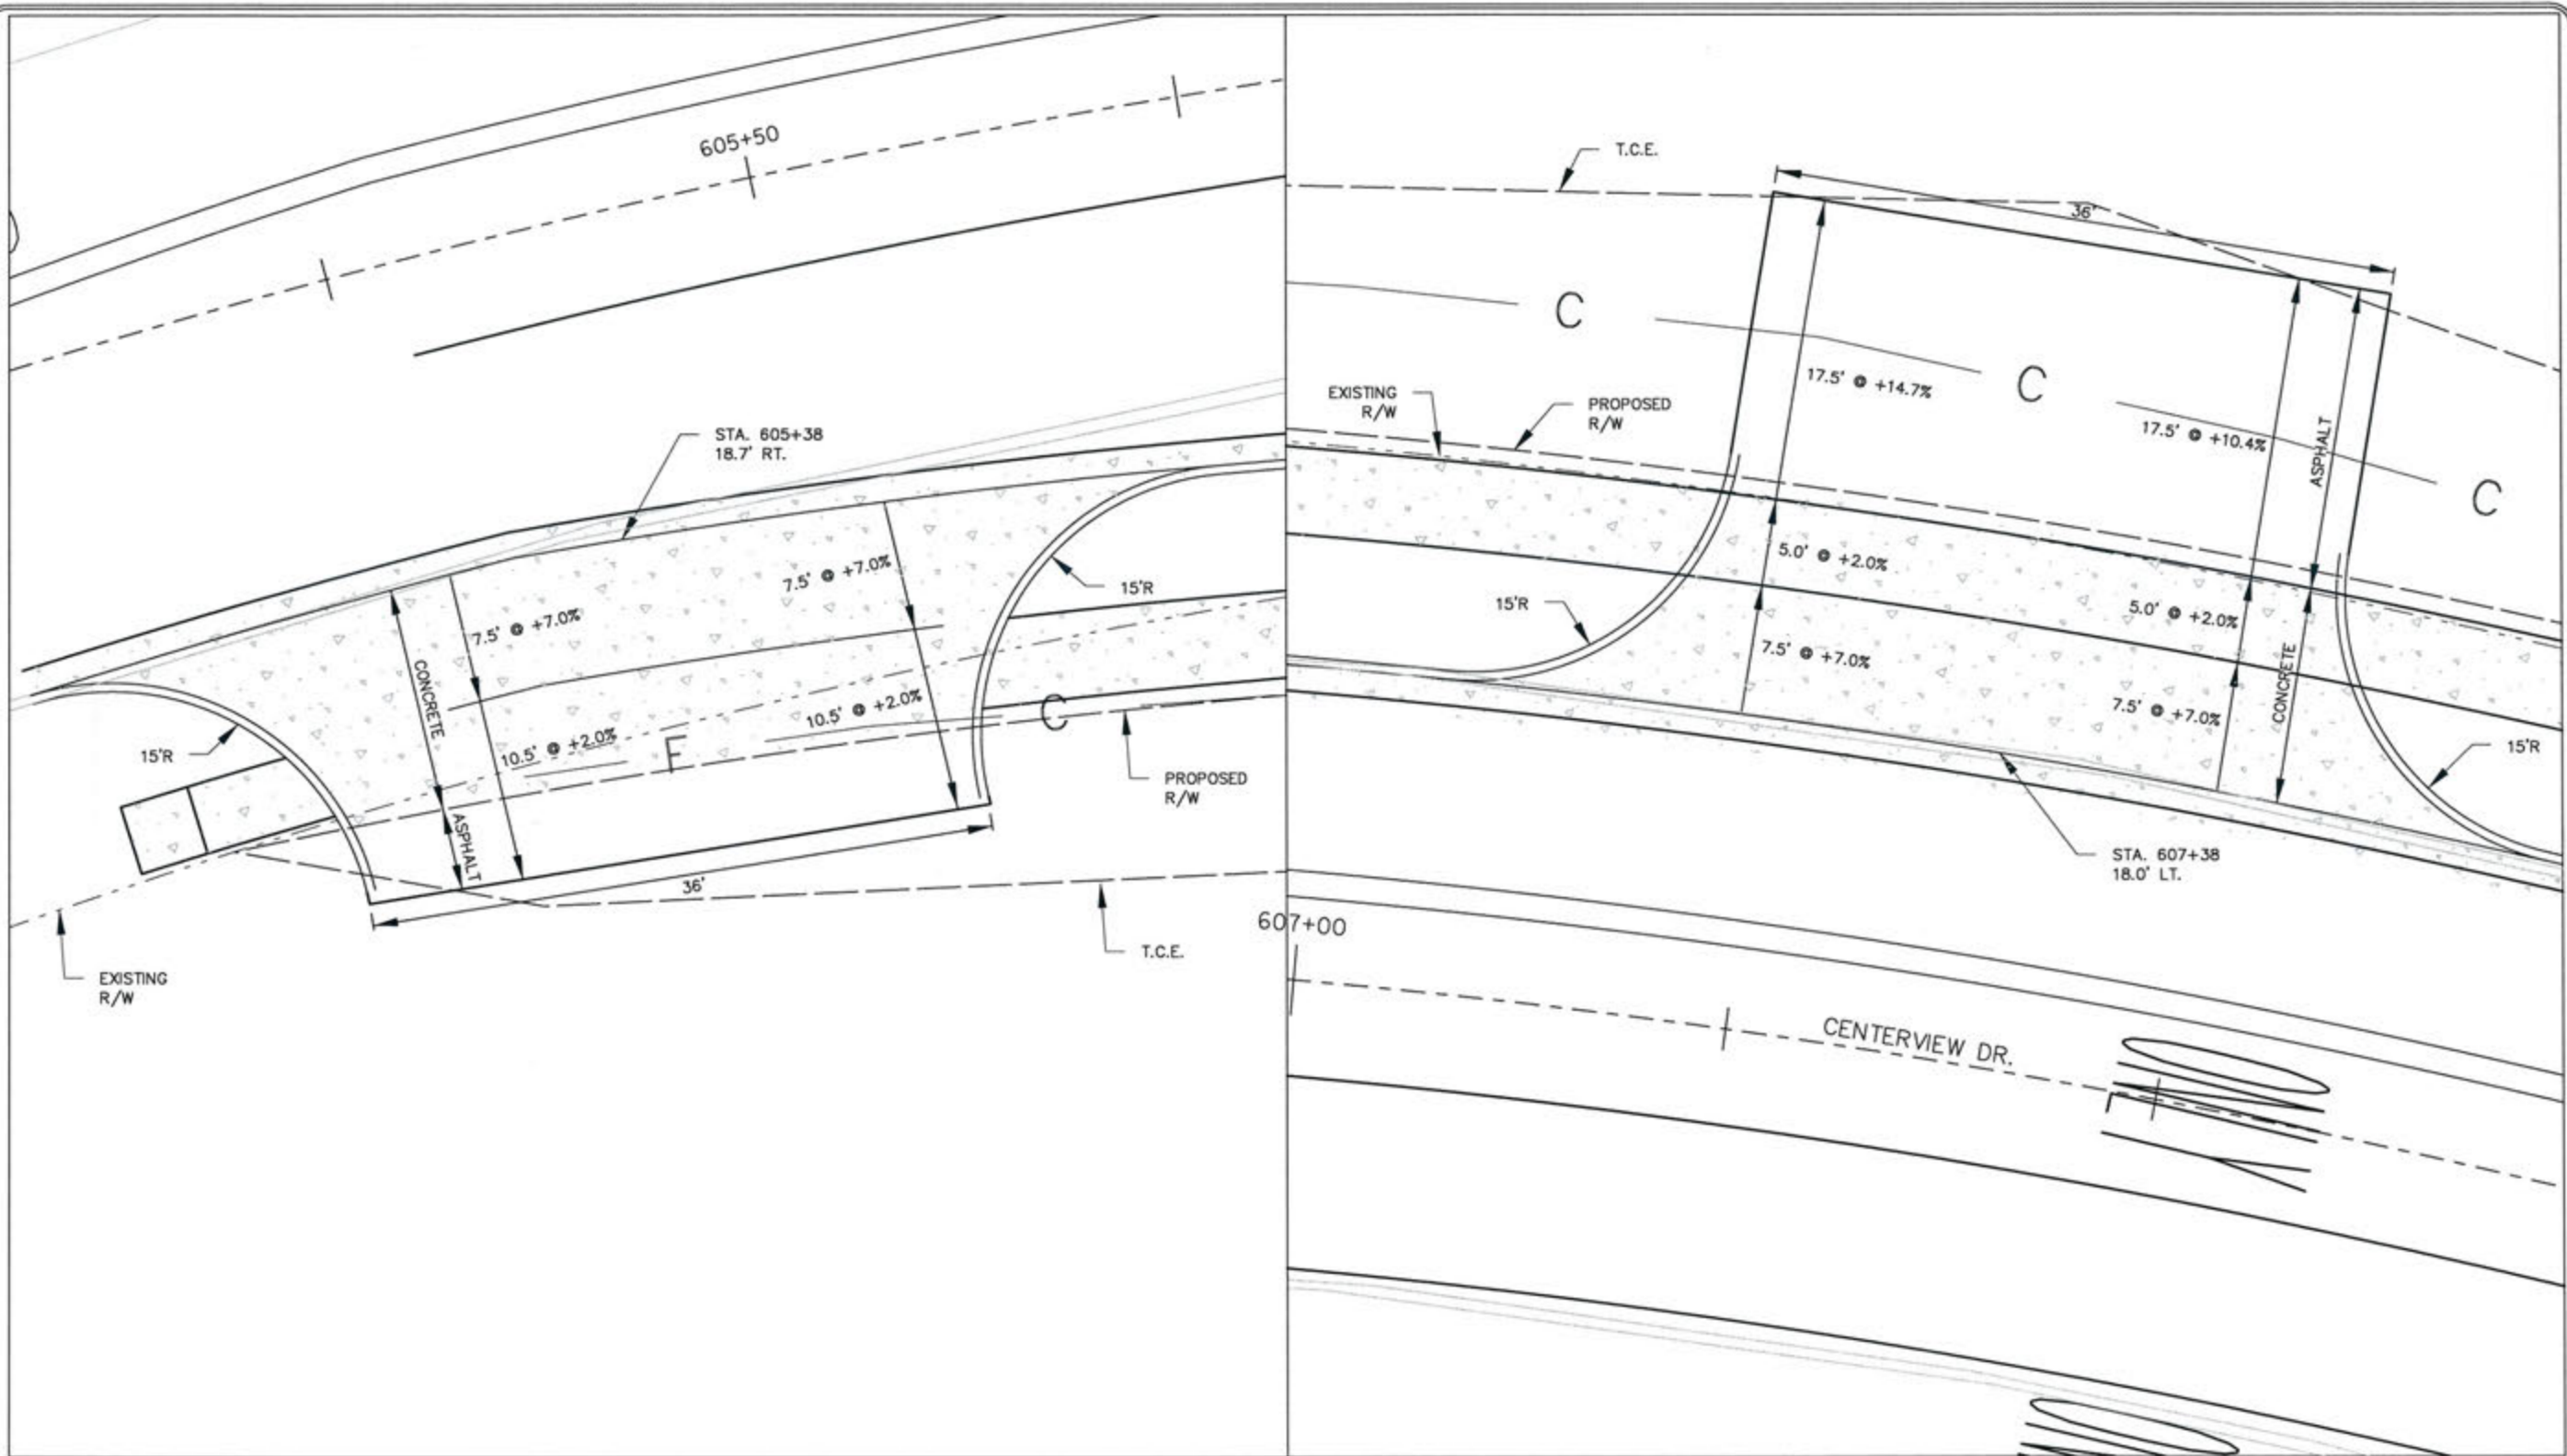 605+50
STA. 605+38
18.7' RT.
7.5' @ +7.0%
7.5' @ +7.0%
15'R
CONCRETE
10.5' @ +2.0%
10.5' @ +2.0%
F
C
15'R
PROPOSED
R/W
ASPHALT
36'
T.C.E.
EXISTING
R/W
T.C.E.
36'
C
17.5' @ +14.7%
C
EXISTING
R/W
PROPOSED
R/W
17.5' @ +10.4%
ASPHALT
C
5.0' @ +2.0%
15'R
5.0' @ +2.0%
7.5' @ +7.0%
CONCRETE
7.5' @ +7.0%
15'R
STA. 607+38
18.0' LT.
607+00
CENTERVIEW DR.